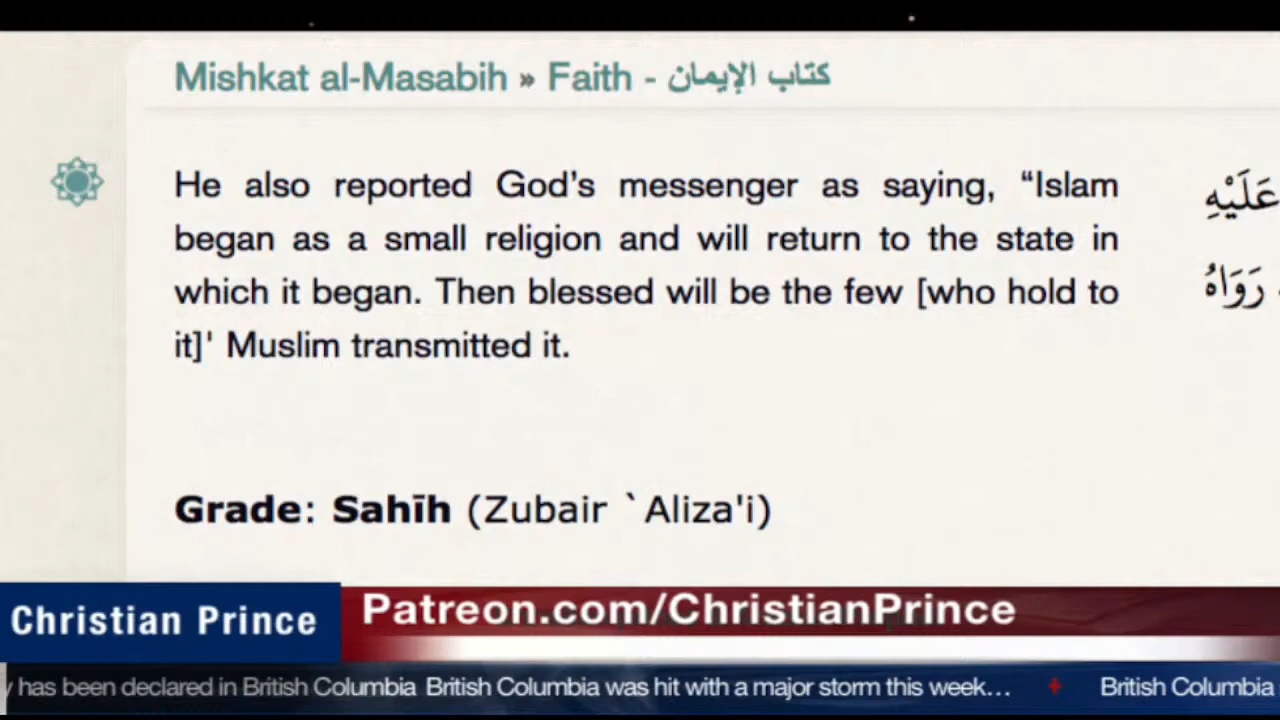 Mishkat al-Masabih » Faith - كتاب الإيمان
He also reported God's messenger as saying, “Islam
عَلَيْهِ
began as a small religion and will return to the state in
which it began. Then blessed will be the few [who hold to
رَوَاهُ
it]' Muslim transmitted it.
Grade: Sahīh (Zubair `Aliza'i)
Christian Prince
Patreon.com/ChristianPrince
has been declared in British Columbia British Columbia was hit with a major storm this week... British Columbia